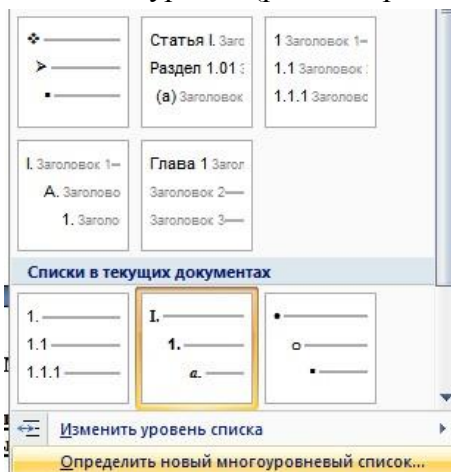 ❖
➤
▪
Статья I. Заго
Раздел 1.01 З
(a) Заголовок
1 Заголовок 1
1.1 Заголовок
1.1.1 Заголово
I. Заголовок 1
A. Заголово
1. Заголо
Глава 1 Загол
Заголовок 2
Заголовок 3
Списки в текущих документах
1.
1.1
1.1.1
I.
1.
a.
●
o
▪
Изменить уровень списка
Определить новый многоуровневый список...